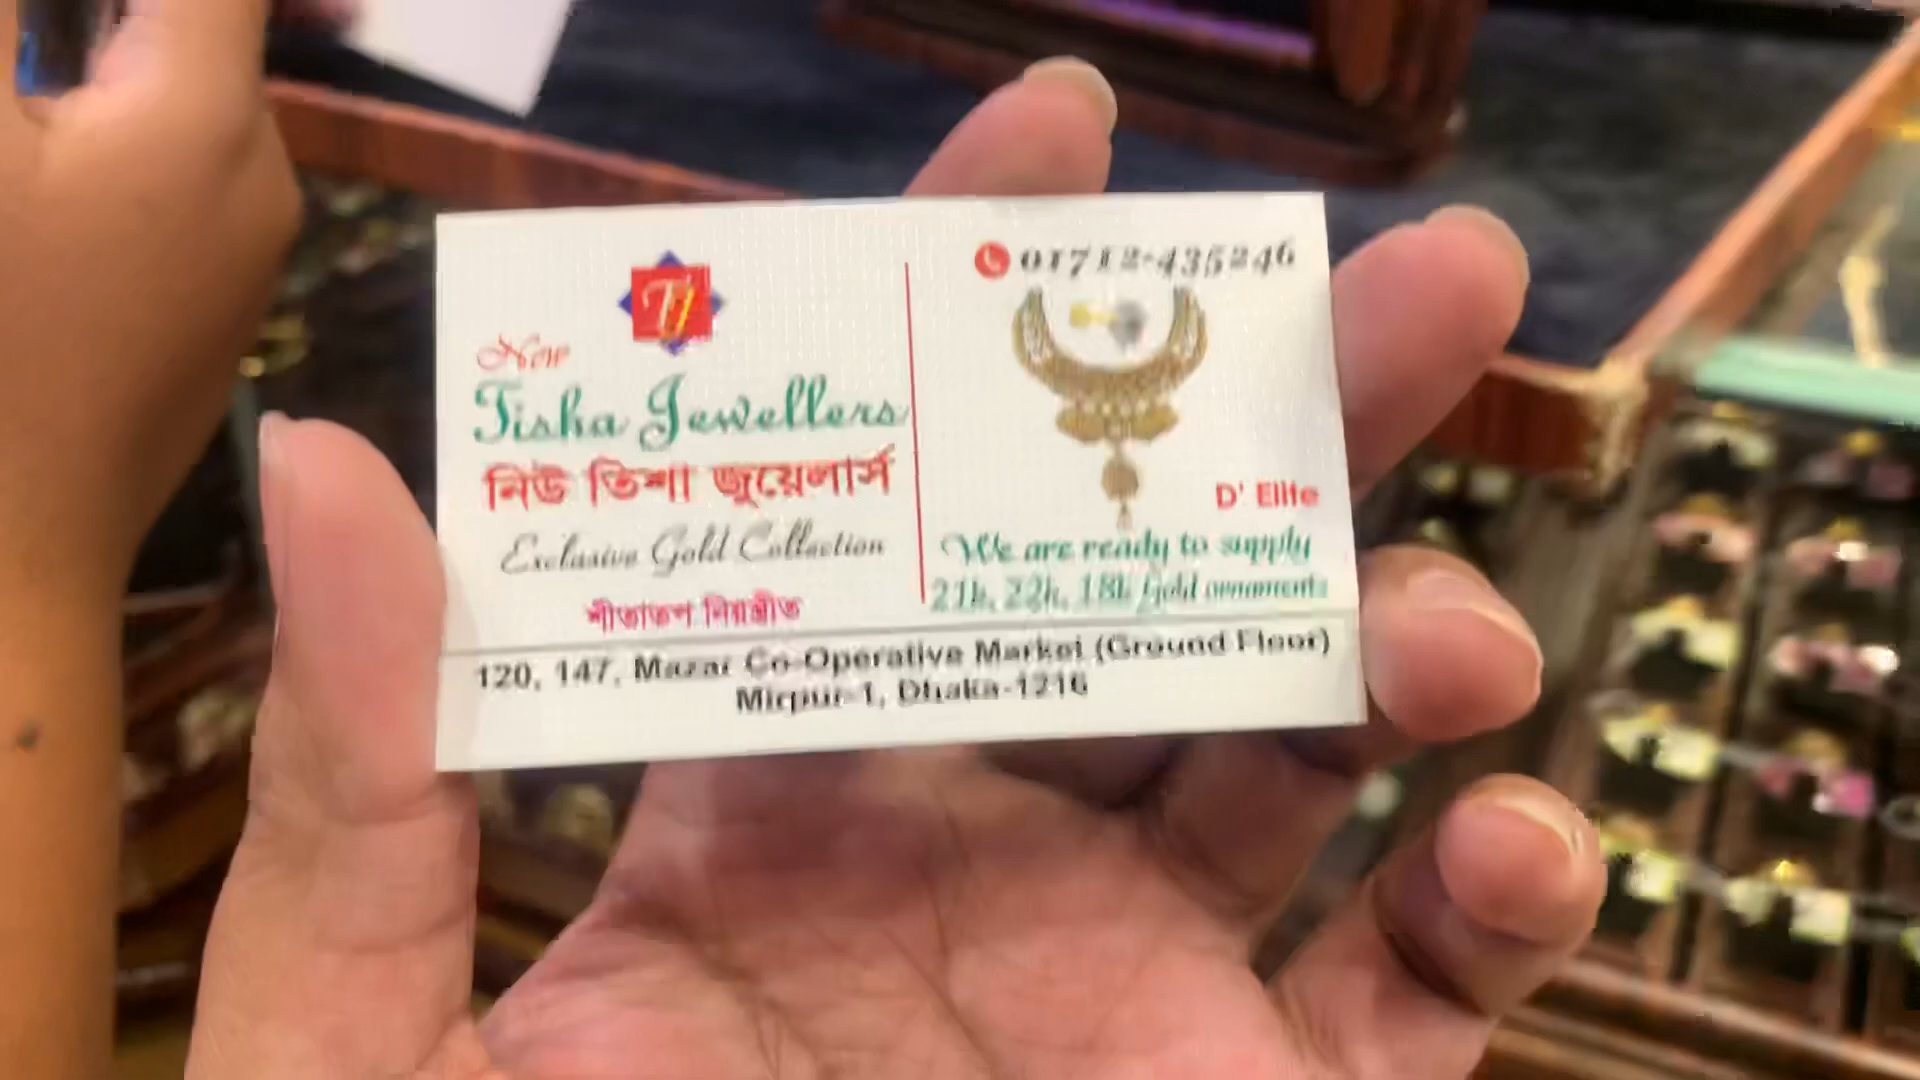 TJ
New
Tisha Jewellers
নিউ তিশা জুয়েলার্স
Exclusive Gold Collection
শীতাতপ নিয়ন্ত্রীত
01712-435246
D' Elite
We are ready to supply
21k, 22k, 18k Gold ornaments
120, 147, Mazar Co-Operative Market (Ground Floor)
Mirpur-1, Dhaka-1216